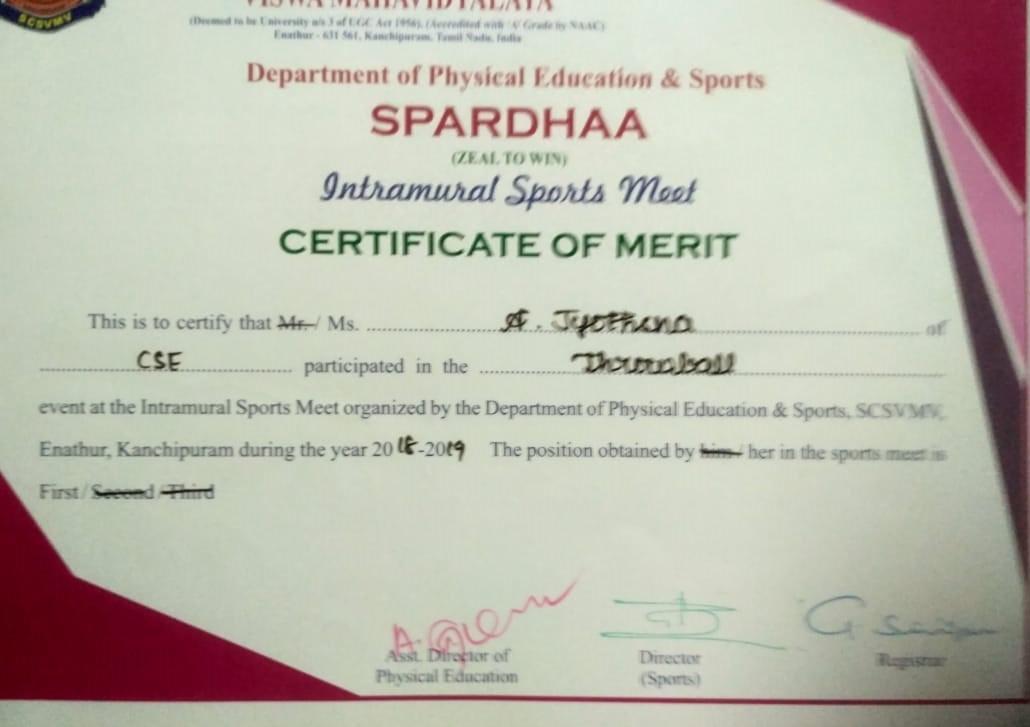 SCSVMV
VISWA MAHAVIDYALAYA
(Deemed to be University u/s 3 of UGC Act 1956), (Accredited with 'A' Grade by NAAC)
Enathur - 631 561, Kanchipuram, Tamil Nadu, India
Department of Physical Education & Sports
SPARDHAA
(ZEAL TO WIN)
Intramural Sports Meet
CERTIFICATE OF MERIT
This is to certify that Mr. / Ms. A. Jyothsna of
CSE participated in the Throwball
event at the Intramural Sports Meet organized by the Department of Physical Education & Sports, SCSVMV,
Enathur, Kanchipuram during the year 2018-2019 The position obtained by him / her in the sports meet is
First / Second / Third
Asst. Director of Director Registrar
Physical Education (Sports)